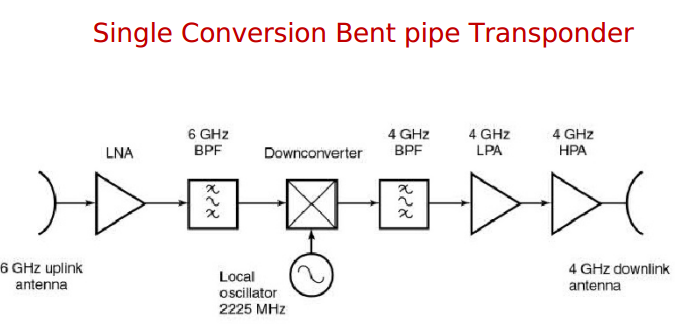 Single Conversion Bent pipe Transponder
6 GHz
BPF
4 GHz
BPF
4 GHz
LPA
4 GHz
HPA
LNA
Downconverter
6 GHz uplink
antenna
Local
oscillator
2225 MHz
4 GHz downlink
antenna